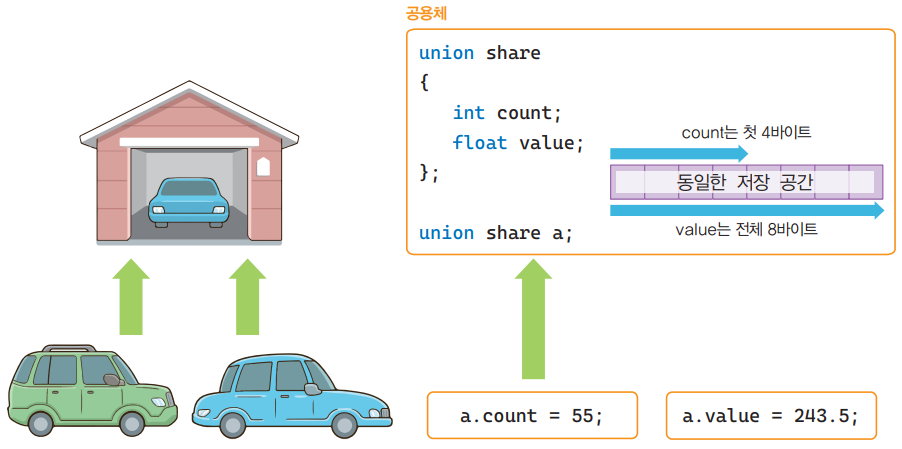 공용체
union share
{
int count;
float value;
};
union share a;
count는 첫 4바이트
동일한 저장 공간
value는 전체 8바이트
a.count = 55;
a.value = 243.5;